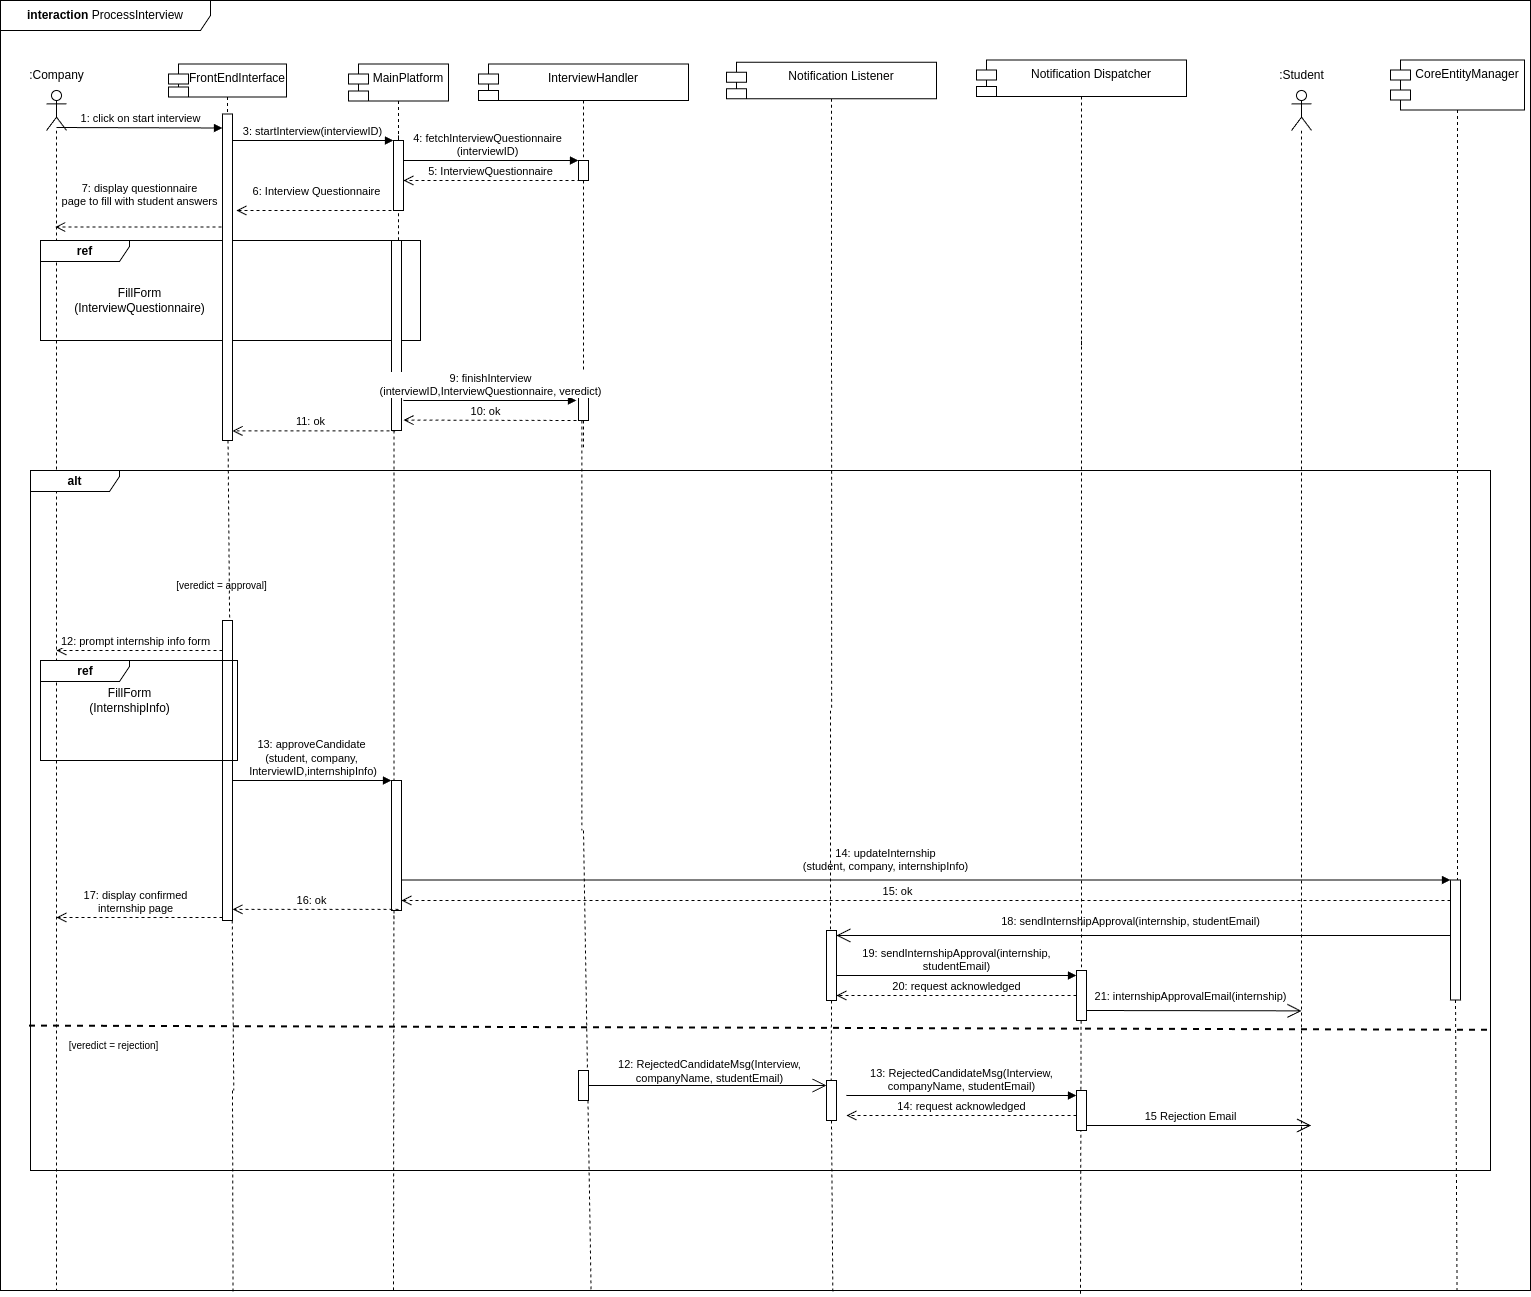 interaction ProcessInterview
:Company
FrontEndInterface
MainPlatform
InterviewHandler
Notification Listener
Notification Dispatcher
:Student
CoreEntityManager
1: click on start interview
3: startInterview(interviewID)
4: fetchInterviewQuestionnaire
(interviewID)
5: InterviewQuestionnaire
6: Interview Questionnaire
7: display questionnaire
page to fill with student answers
ref
FillForm
(InterviewQuestionnaire)
9: finishInterview
(interviewID,InterviewQuestionnaire, veredict)
10: ok
11: ok
alt
[veredict = approval]
12: prompt internship info form
ref
FillForm
(InternshipInfo)
13: approveCandidate
(student, company,
InterviewID,internshipInfo)
14: updateInternship
(student, company, internshipInfo)
15: ok
16: ok
17: display confirmed
internship page
18: sendInternshipApproval(internship, studentEmail)
19: sendInternshipApproval(internship,
studentEmail)
20: request acknowledged
21: internshipApprovalEmail(internship)
[veredict = rejection]
12: RejectedCandidateMsg(Interview,
companyName, studentEmail)
13: RejectedCandidateMsg(Interview,
companyName, studentEmail)
14: request acknowledged
15 Rejection Email